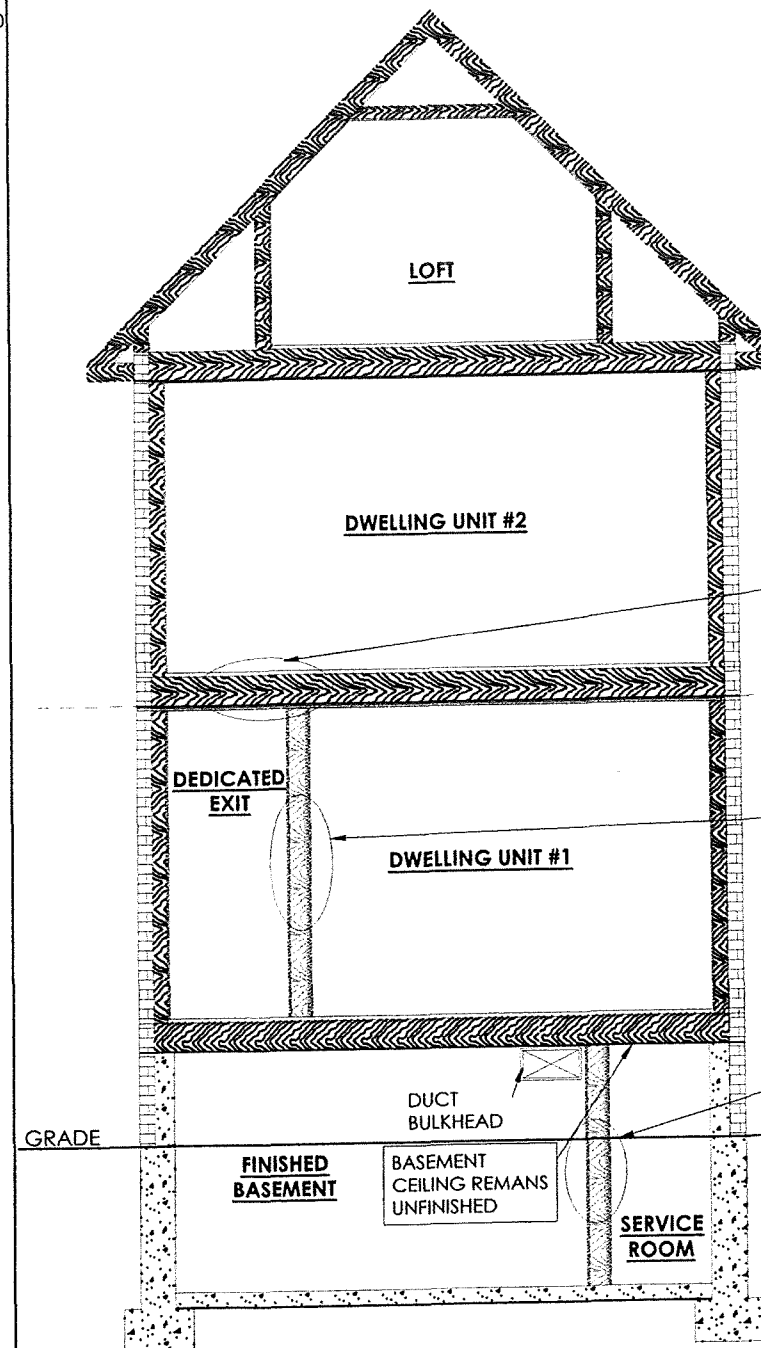 LOFT
DWELLING UNIT #2
DEDICATED
EXIT
DWELLING UNIT #1
DUCT
BULKHEAD
GRADE
FINISHED
BASEMENT
BASEMENT
CEILING REMANS
UNFINISHED
SERVICE
ROOM